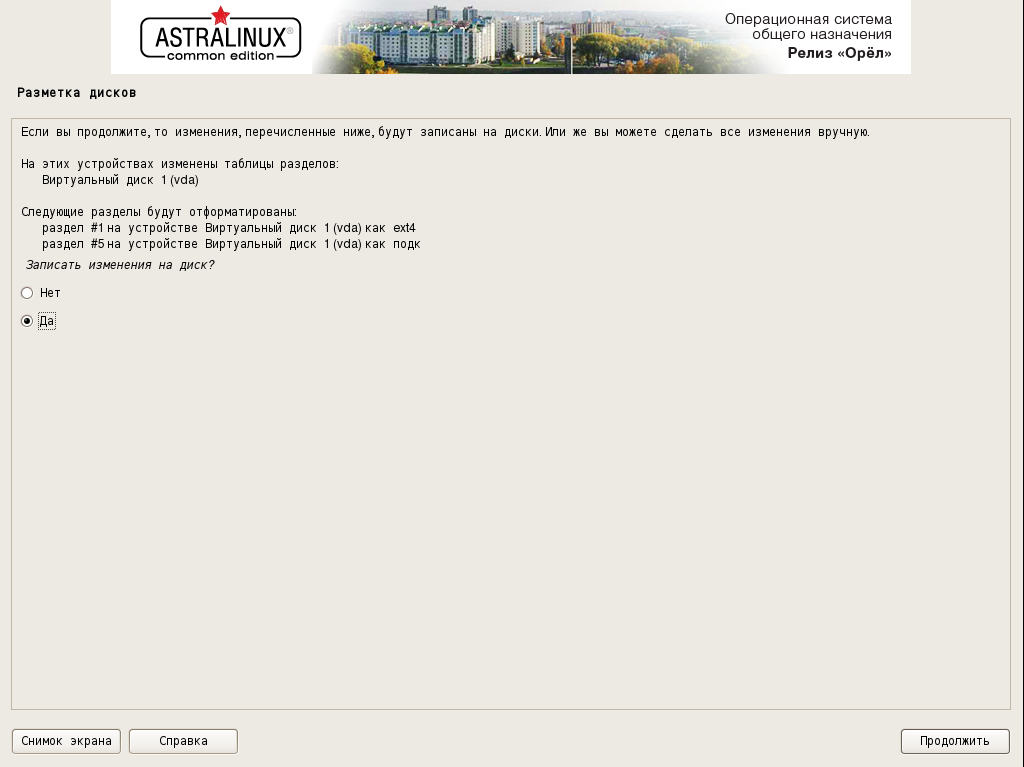 ASTRALINUX®
common edition
Операционная система
общего назначения
Релиз «Орёл»
Разметка дисков
Если вы продолжите, то изменения, перечисленные ниже, будут записаны на диски. Или же вы можете сделать все изменения вручную.
На этих устройствах изменены таблицы разделов:
Виртуальный диск 1 (vda)
Следующие разделы будут отформатированы:
раздел #1 на устройстве Виртуальный диск 1 (vda) как ext4
раздел #5 на устройстве Виртуальный диск 1 (vda) как подк
Записать изменения на диск?
Нет
Да
Снимок экрана
Справка
Продолжить